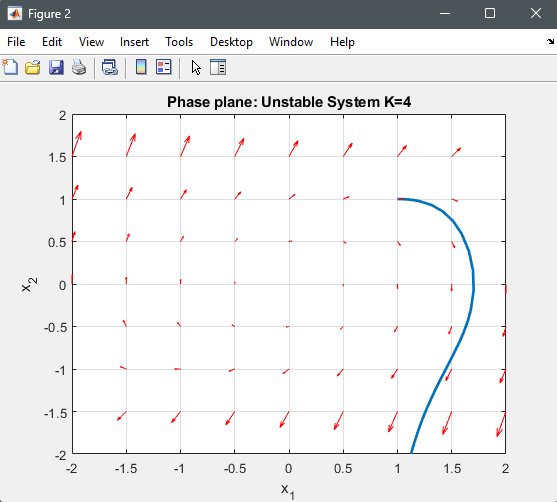 Figure 2
File Edit View Insert Tools Desktop Window Help
Phase plane: Unstable System K=4
2
1.5
1
0.5
0
-0.5
-1
-1.5
-2
x2
-2 -1.5 -1 -0.5 0 0.5 1 1.5 2
x1